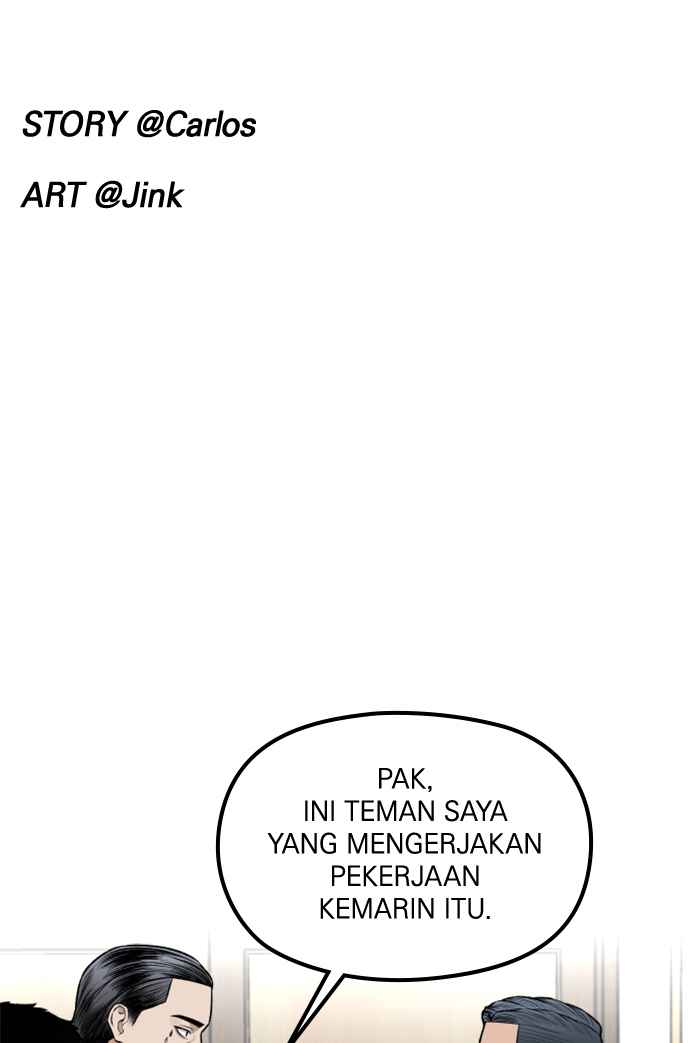 STORY @Carlos
ART @Jink
PAK,
INI TEMAN SAYA
YANG MENGERJAKAN
PEKERJAAN
KEMARIN ITU.